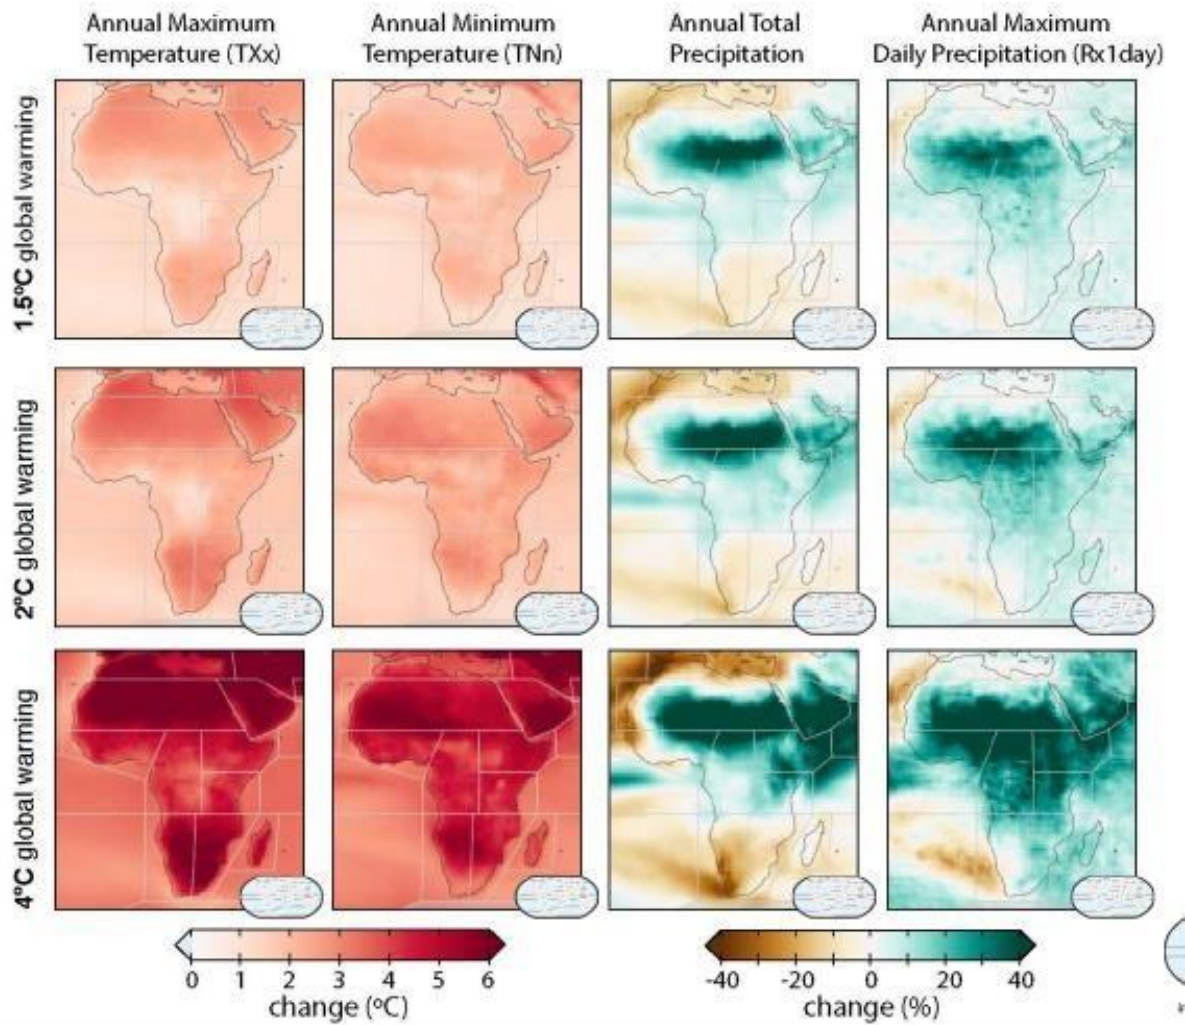 Annual Maximum
Temperature (TXx)
Annual Minimum
Temperature (TNn)
Annual Total
Precipitation
Annual Maximum
Daily Precipitation (Rx1day)
1.5ºC global warming
2ºC global warming
4ºC global warming
0 1 2 3 4 5 6
change (ºC)
-40 -20 0 20 40
change (%)